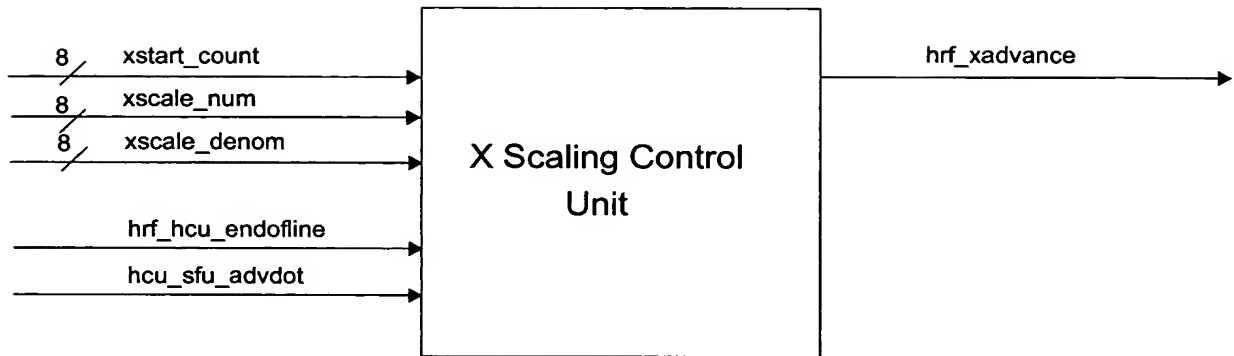 8 xstart_count
8 xscale_num
8 xscale_denom
hrf_hcu_endofline
hcu_sfu_advdot
X Scaling Control
Unit
hrf_xadvance